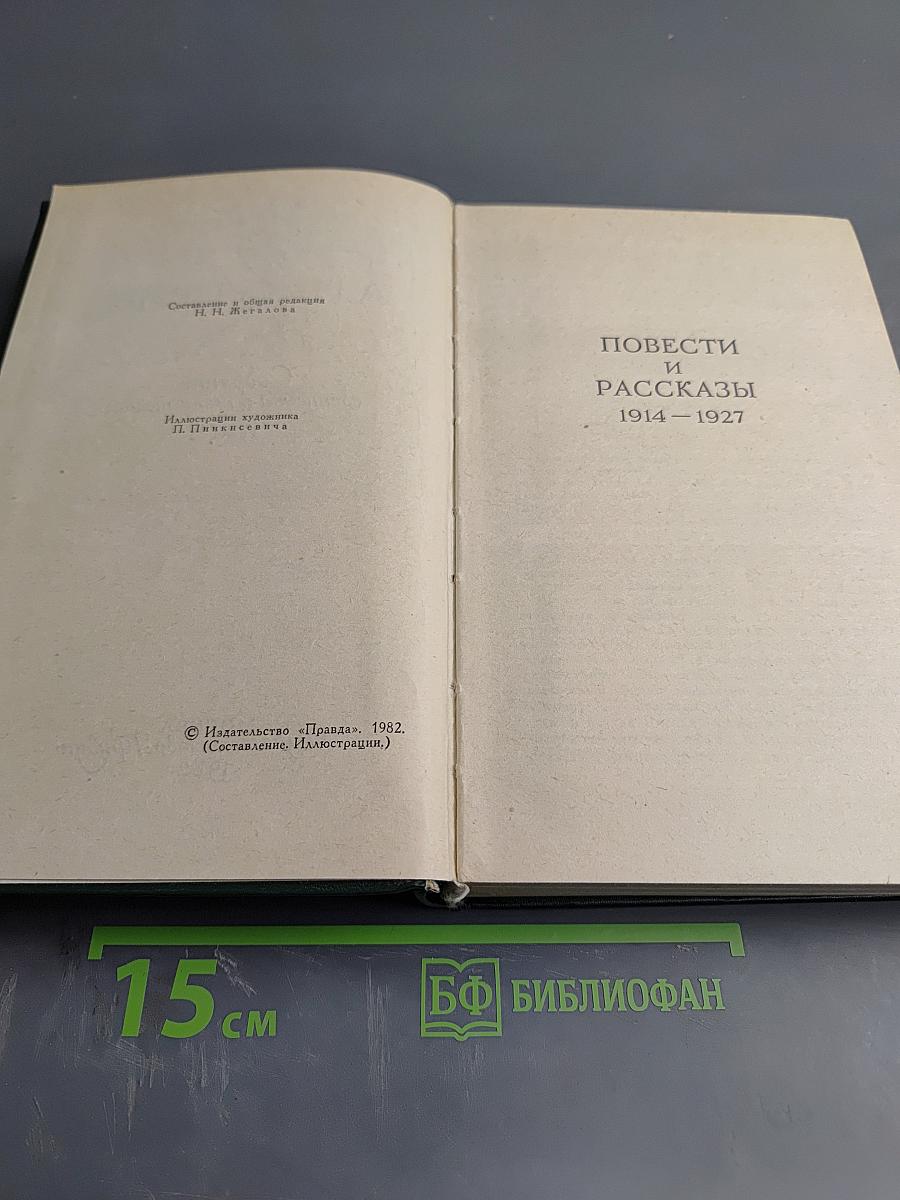 Составление и общая редакция
Н. Н. Жегалова
Иллюстрации художника
П. Пинкисевича
© Издательство «Правда». 1982.
(Составление. Иллюстрации.)
ПОВЕСТИ
И
РАССКАЗЫ
1914—1927
15 см
БФ БИБЛИОФАН